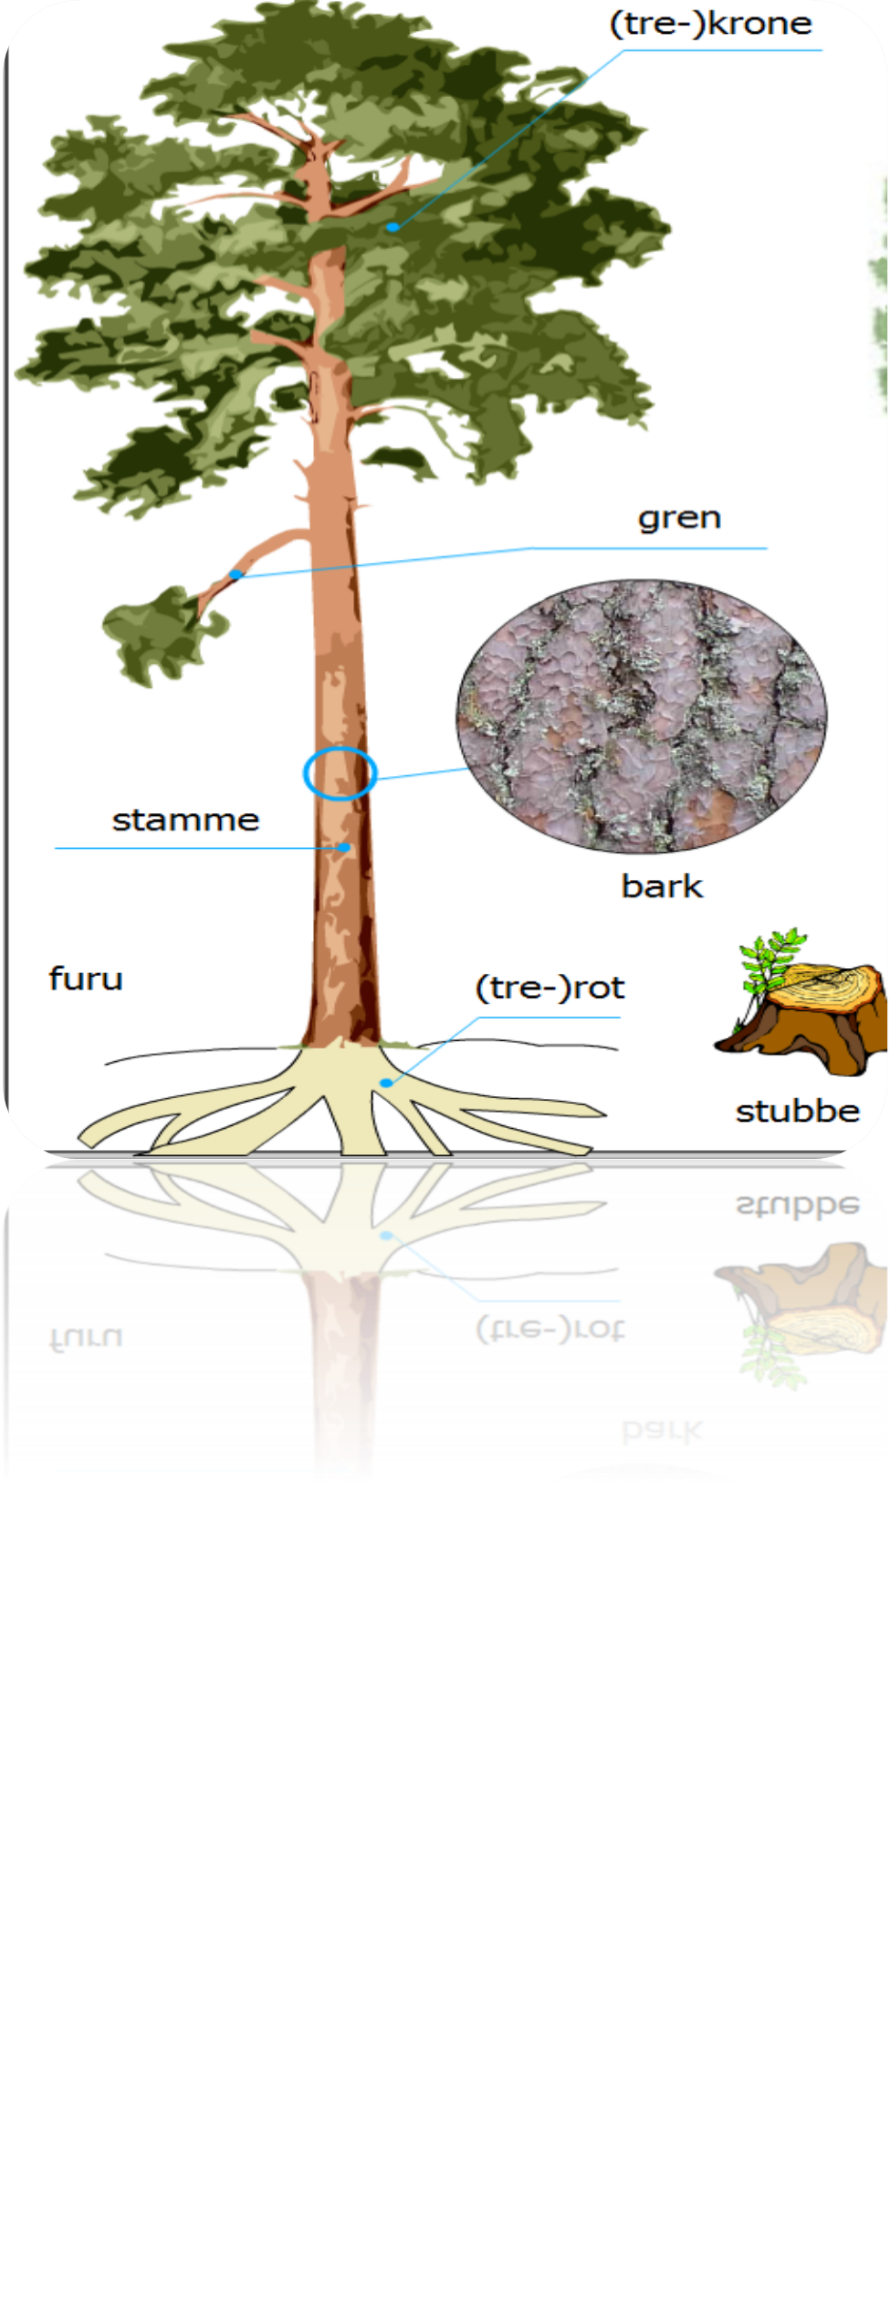 (tre-)krone
gren
stamme
bark
furu
(tre-)rot
stubbe